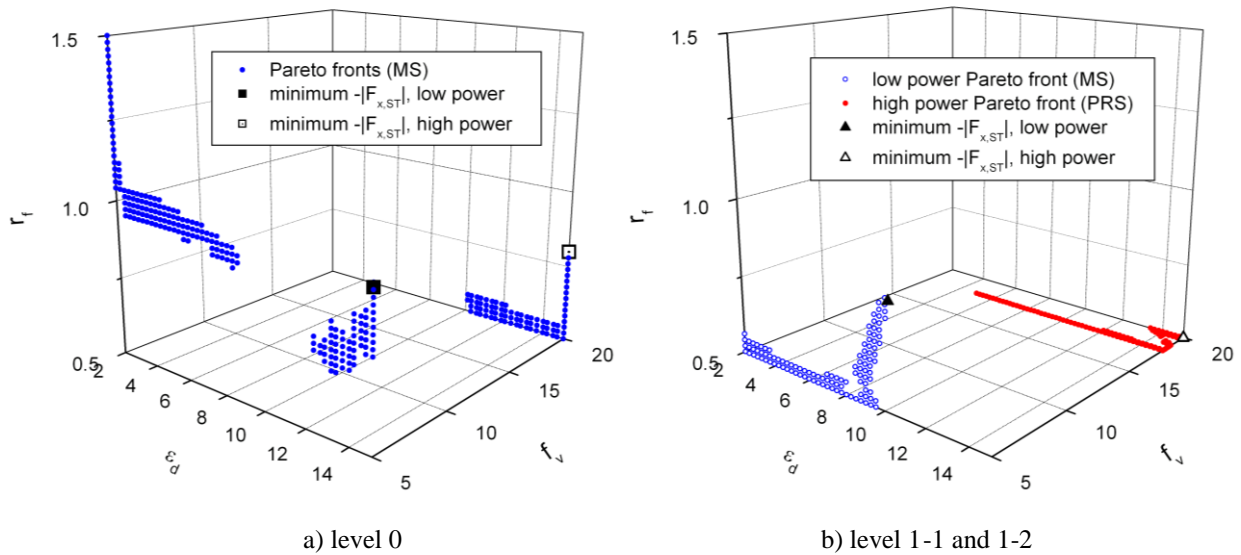 1.5
1.0
0.5
r_f
2
4
6
8
10
12
14
ε_d
5
10
15
20
f_v
Pareto fronts (MS)
minimum -|F_x,ST|, low power
minimum -|F_x,ST|, high power
a) level 0
1.5
1.0
0.5
r_f
2
4
6
8
10
12
14
ε_d
5
10
15
20
f_v
low power Pareto front (MS)
high power Pareto front (PRS)
minimum -|F_x,ST|, low power
minimum -|F_x,ST|, high power
b) level 1-1 and 1-2